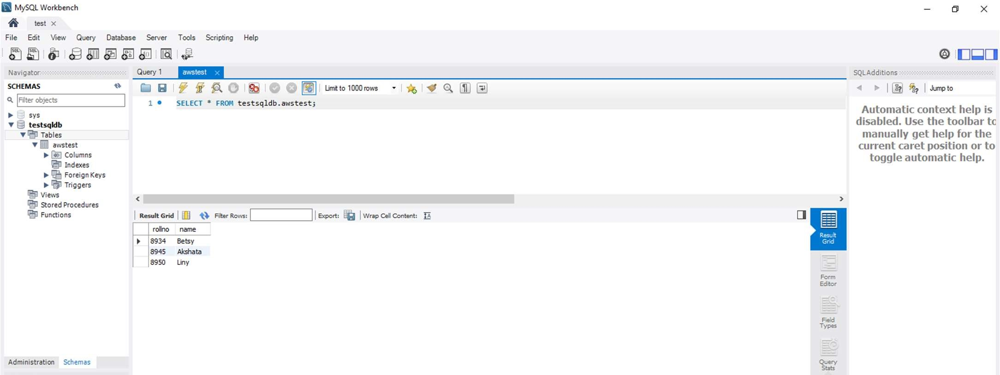 MySQL Workbench
test
File Edit View Query Database Server Tools Scripting Help
SQL SQL
Navigator
SCHEMAS
Filter objects
sys
testsqldb
Tables
awstest
Columns
Indexes
Foreign Keys
Triggers
Views
Stored Procedures
Functions
Administration Schemas
Query 1 awstest
Limit to 1000 rows
1 SELECT * FROM testsqldb.awstest;
Result Grid Filter Rows: Export: Wrap Cell Content:
rollno name
8934 Betsy
8945 Akshata
8950 Liny
Result
Grid
Form
Editor
Field
Types
Query
Stats
SQLAdditions
Jump to
Automatic context help is
disabled. Use the toolbar to
manually get help for the
current caret position or to
toggle automatic help.